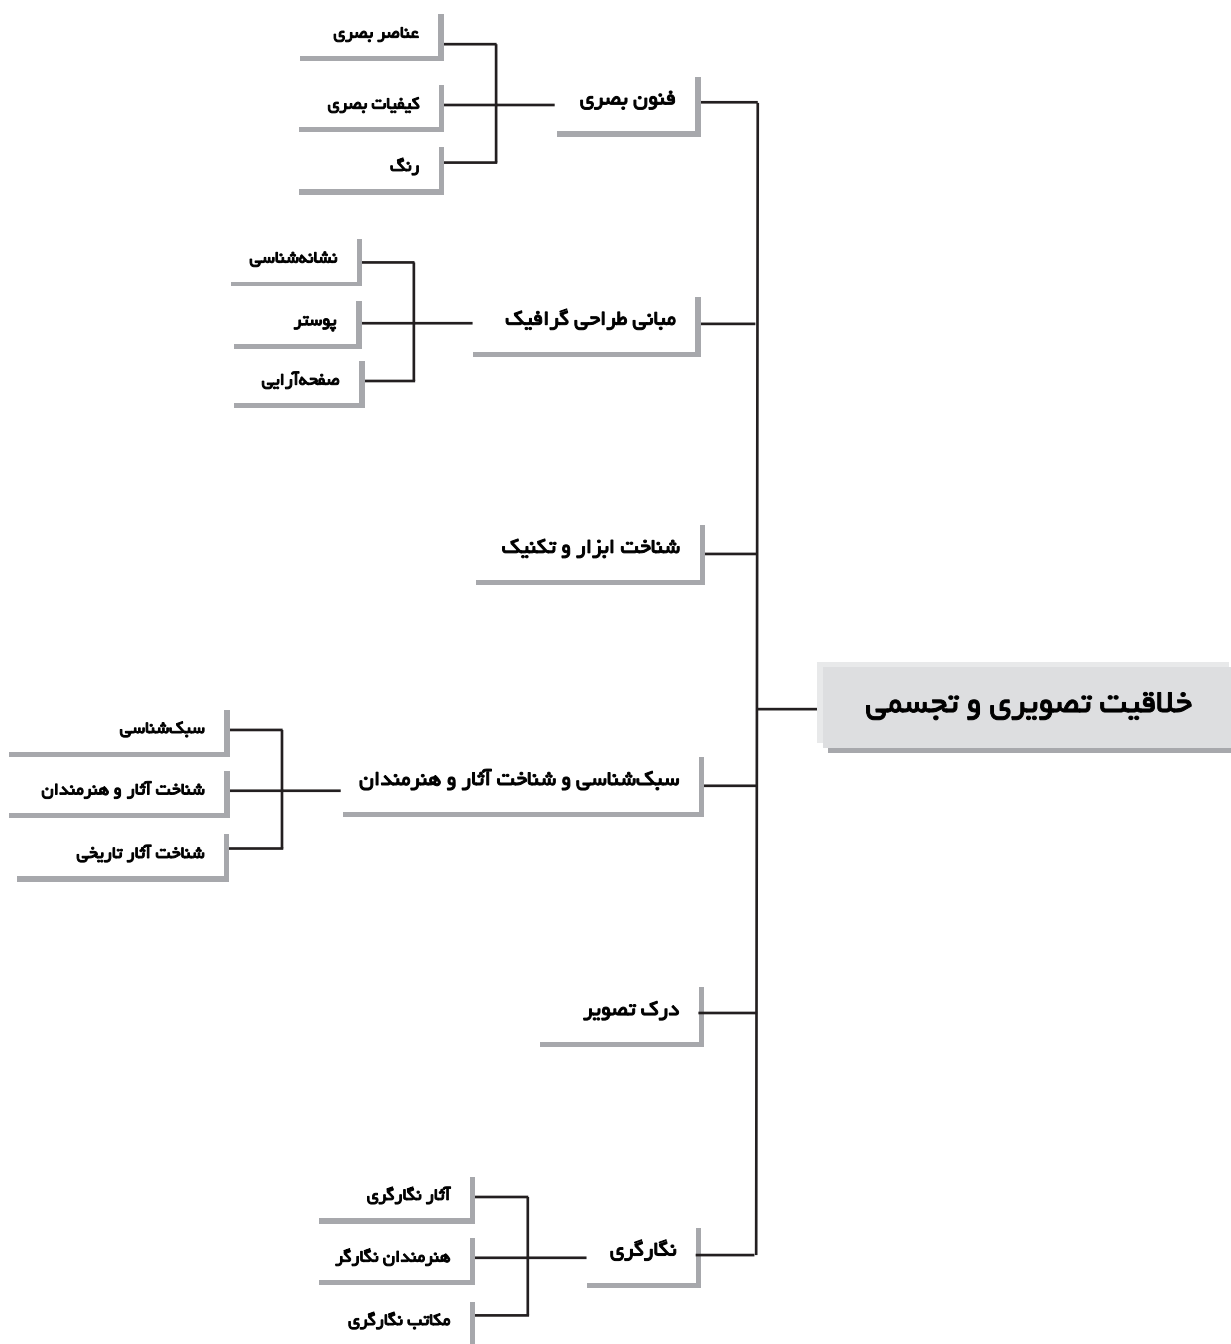 خلاقیت تصویری و تجسمی
فنون بصری
عناصر بصری
کیفیات بصری
رنگ
مبانی طراحی گرافیک
نشانه‌شناسی
پوستر
صفحه‌آرایی
شناخت ابزار و تکنیک
سبک‌شناسی و شناخت آثار و هنرمندان
سبک‌شناسی
شناخت آثار و هنرمندان
شناخت آثار تاریخی
درک تصویر
نگارگری
آثار نگارگری
هنرمندان نگارگر
مکاتب نگارگری